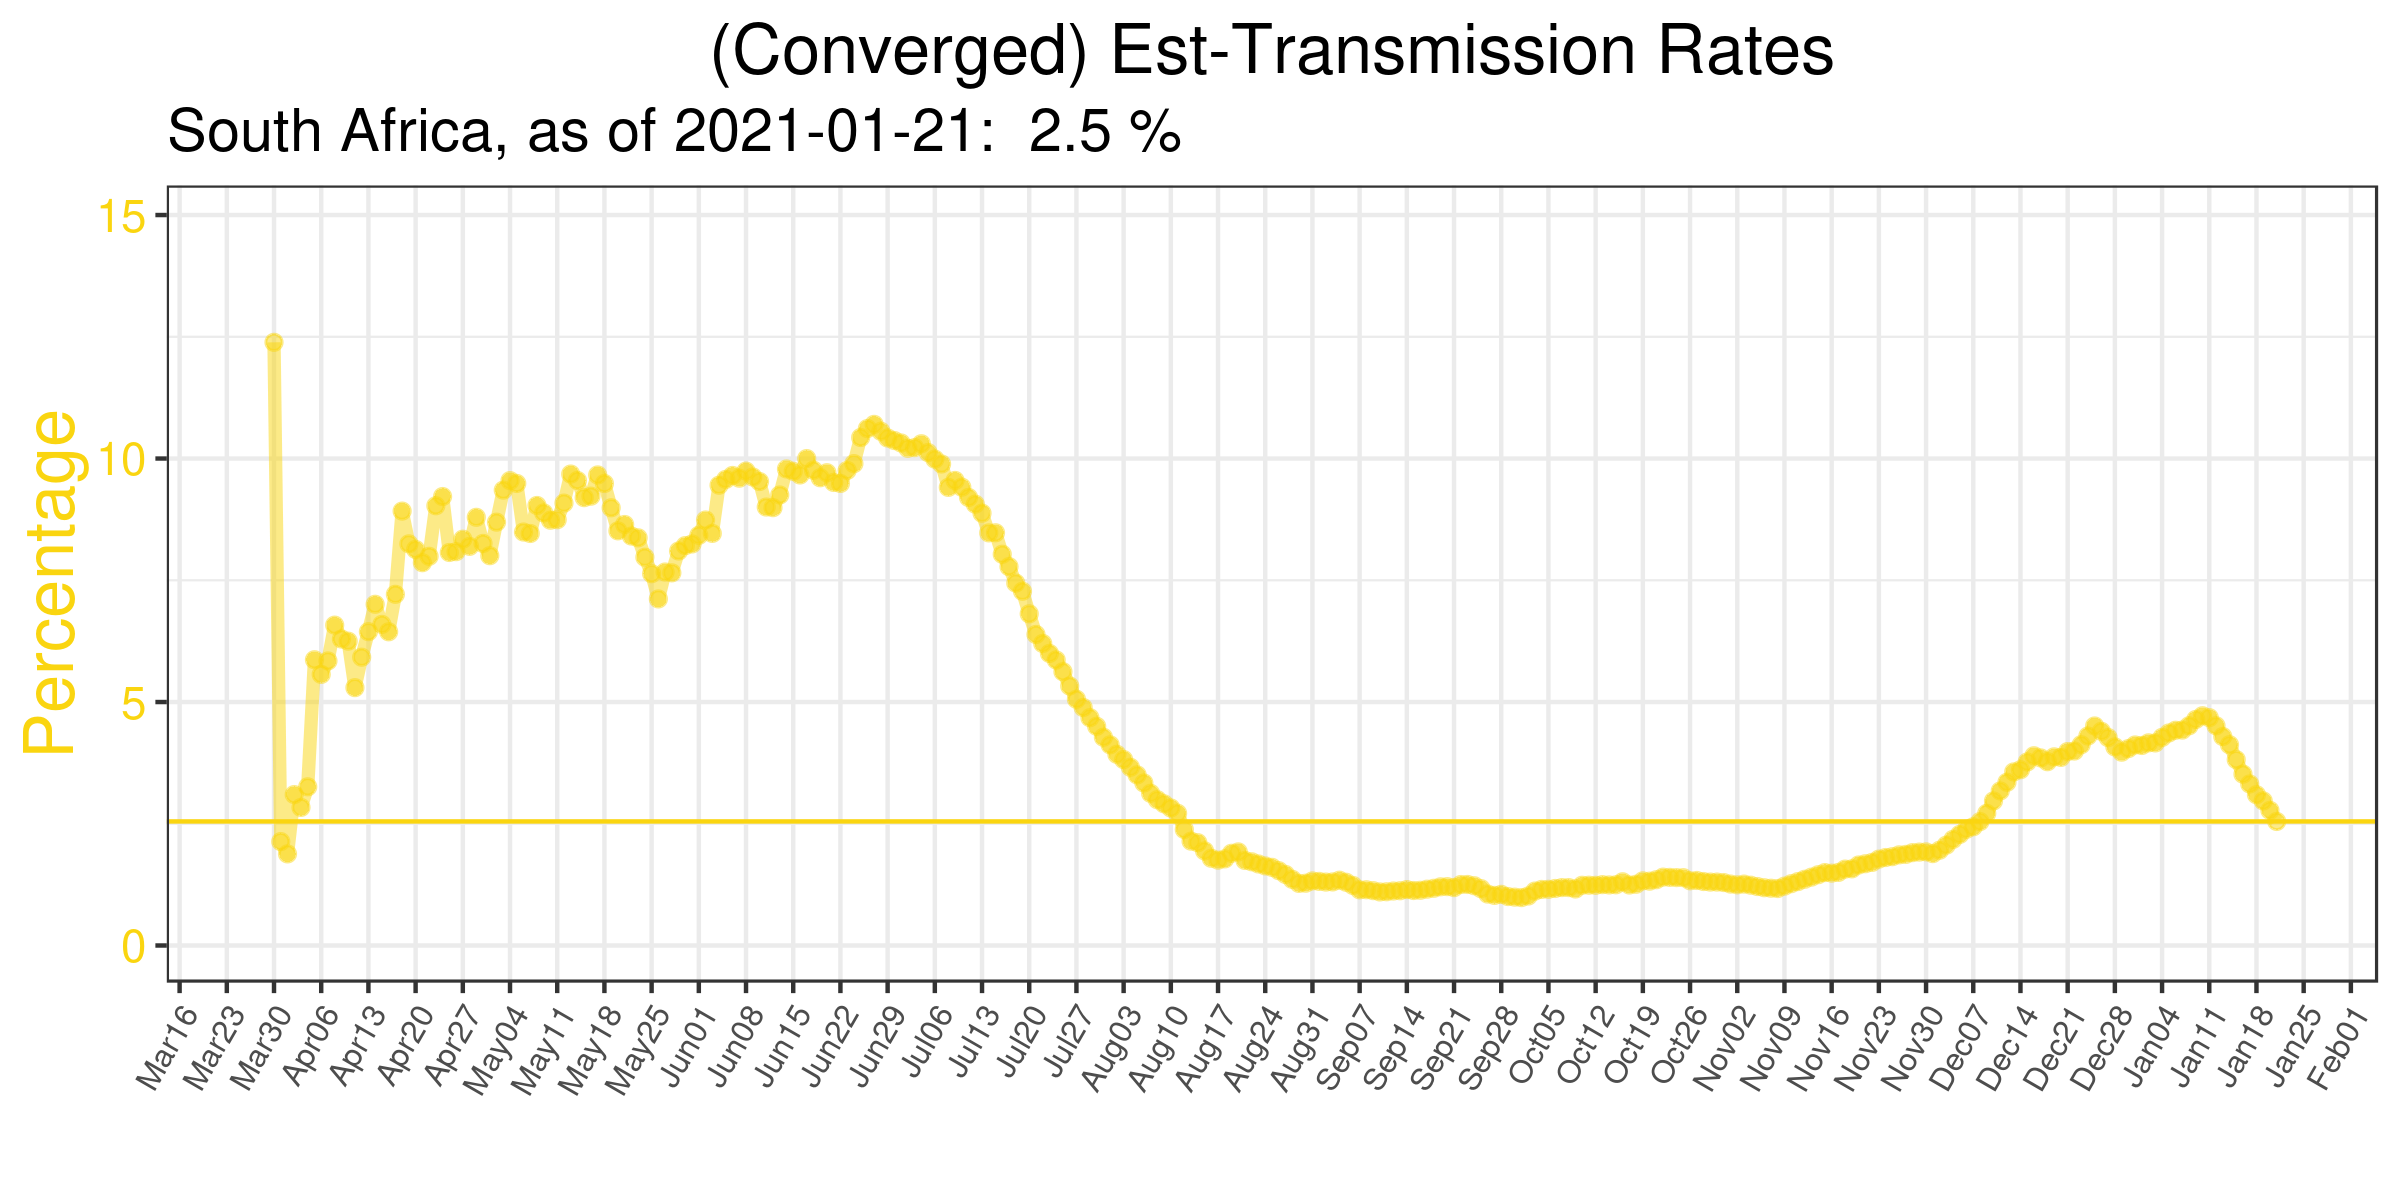 (Converged) Est-Transmission Rates
South Africa, as of 2021-01-21:  2.5 %
Percentage
15
10
5
0
Mar16
Mar23
Mar30
Apr06
Apr13
Apr20
Apr27
May04
May11
May18
May25
Jun01
Jun08
Jun15
Jun22
Jun29
Jul06
Jul13
Jul20
Jul27
Aug03
Aug10
Aug17
Aug24
Aug31
Sep07
Sep14
Sep21
Sep28
Oct05
Oct12
Oct19
Oct26
Nov02
Nov09
Nov16
Nov23
Nov30
Dec07
Dec14
Dec21
Dec28
Jan04
Jan11
Jan18
Jan25
Feb01